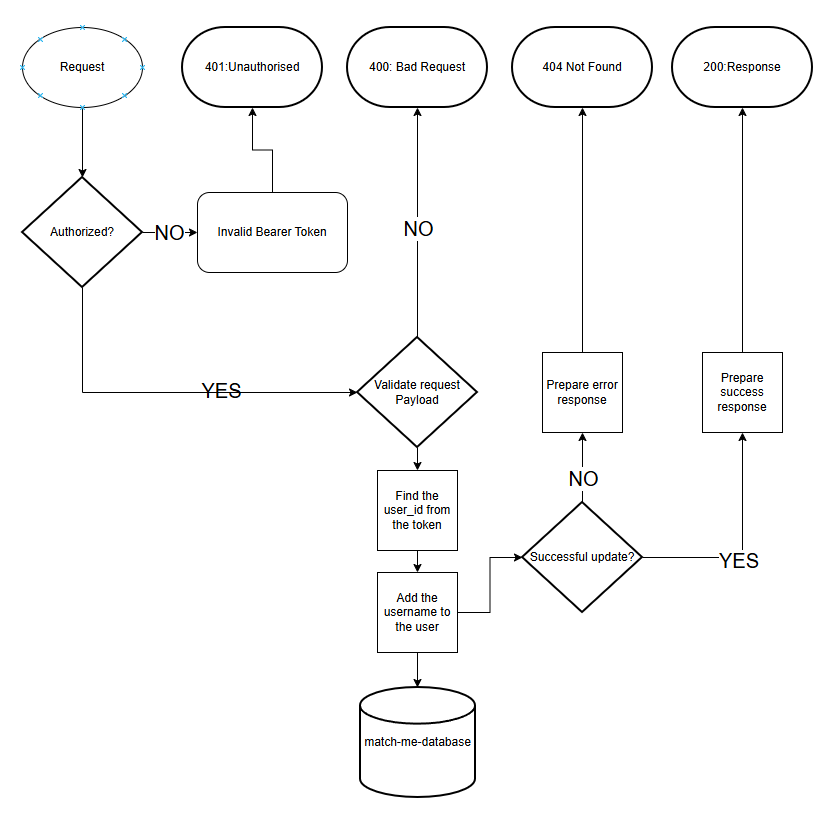 Request
401:Unauthorised
400: Bad Request
404 Not Found
200:Response
Authorized?
NO
Invalid Bearer Token
NO
YES
Validate request
Payload
Prepare error
response
Prepare
success
response
Find the
user_id from
the token
NO
Successful update?
YES
Add the
username to
the user
match-me-database